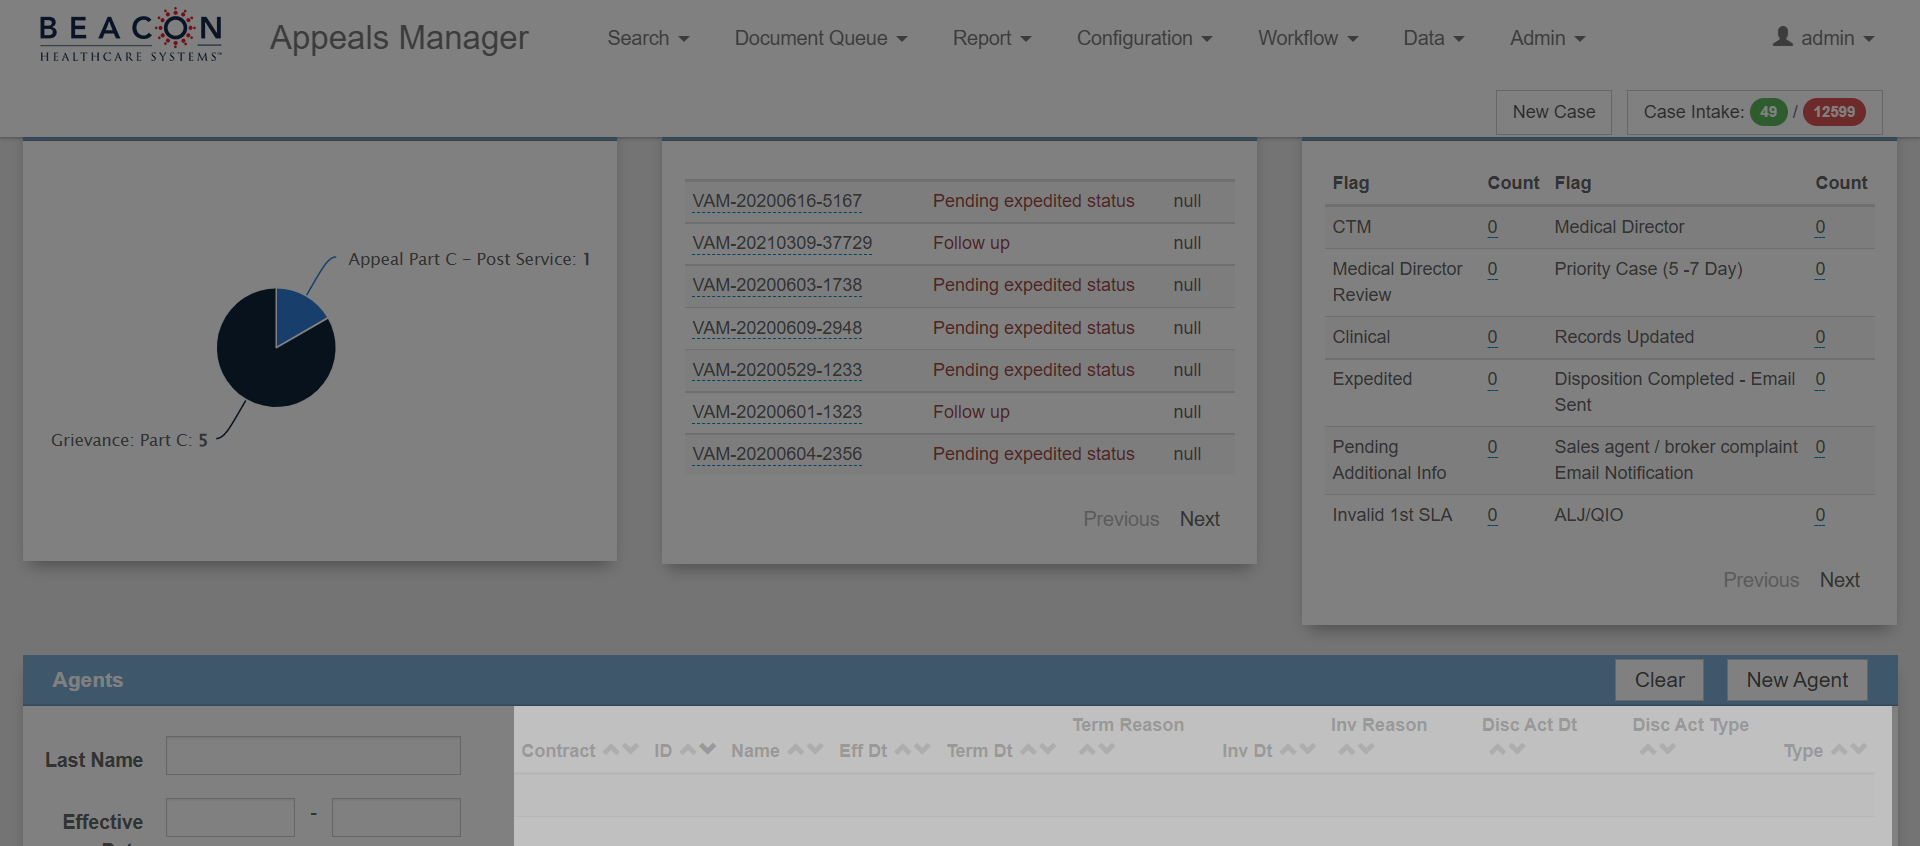 BEACON
HEALTHCARE SYSTEMS™
Appeals Manager
Search
Document Queue
Report
Configuration
Workflow
Data
Admin
admin
New Case
Case Intake: 49 / 12599
Appeal Part C – Post Service: 1
Grievance: Part C: 5
VAM-20200616-5167 Pending expedited status null
VAM-20210309-37729 Follow up null
VAM-20200603-1738 Pending expedited status null
VAM-20200609-2948 Pending expedited status null
VAM-20200529-1233 Pending expedited status null
VAM-20200601-1323 Follow up null
VAM-20200604-2356 Pending expedited status null
Previous Next
Flag Count Flag Count
CTM 0 Medical Director 0
Medical Director 0 Priority Case (5 -7 Day) 0
Review
Clinical 0 Records Updated 0
Expedited 0 Disposition Completed - Email 0
Sent
Pending 0 Sales agent / broker complaint 0
Additional Info Email Notification
Invalid 1st SLA 0 ALJ/QIO 0
Previous Next
Agents
Clear
New Agent
Last Name
Effective
-
Contract
ID
Name
Eff Dt
Term Dt
Term Reason
Inv Dt
Inv Reason
Disc Act Dt
Disc Act Type
Type